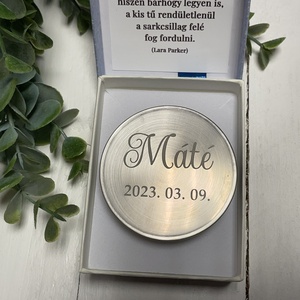 hiszen bárhogy legyen is,
a kis tű rendületlenül
a sarkcsillag felé
fog fordulni.
(Lara Parker)
Máté
2023. 03. 09.